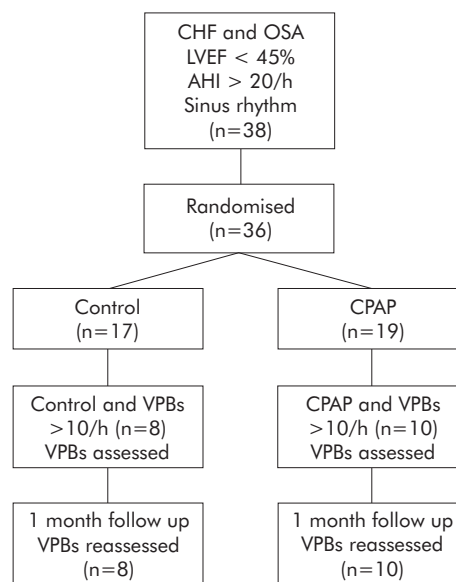 CHF and OSA
LVEF < 45%
AHI > 20/h
Sinus rhythm
(n=38)
Randomised
(n=36)
Control
(n=17)
CPAP
(n=19)
Control and VPBs
>10/h (n=8)
VPBs assessed
CPAP and VPBs
>10/h (n=10)
VPBs assessed
1 month follow up
VPBs reassessed
(n=8)
1 month follow up
VPBs reassessed
(n=10)